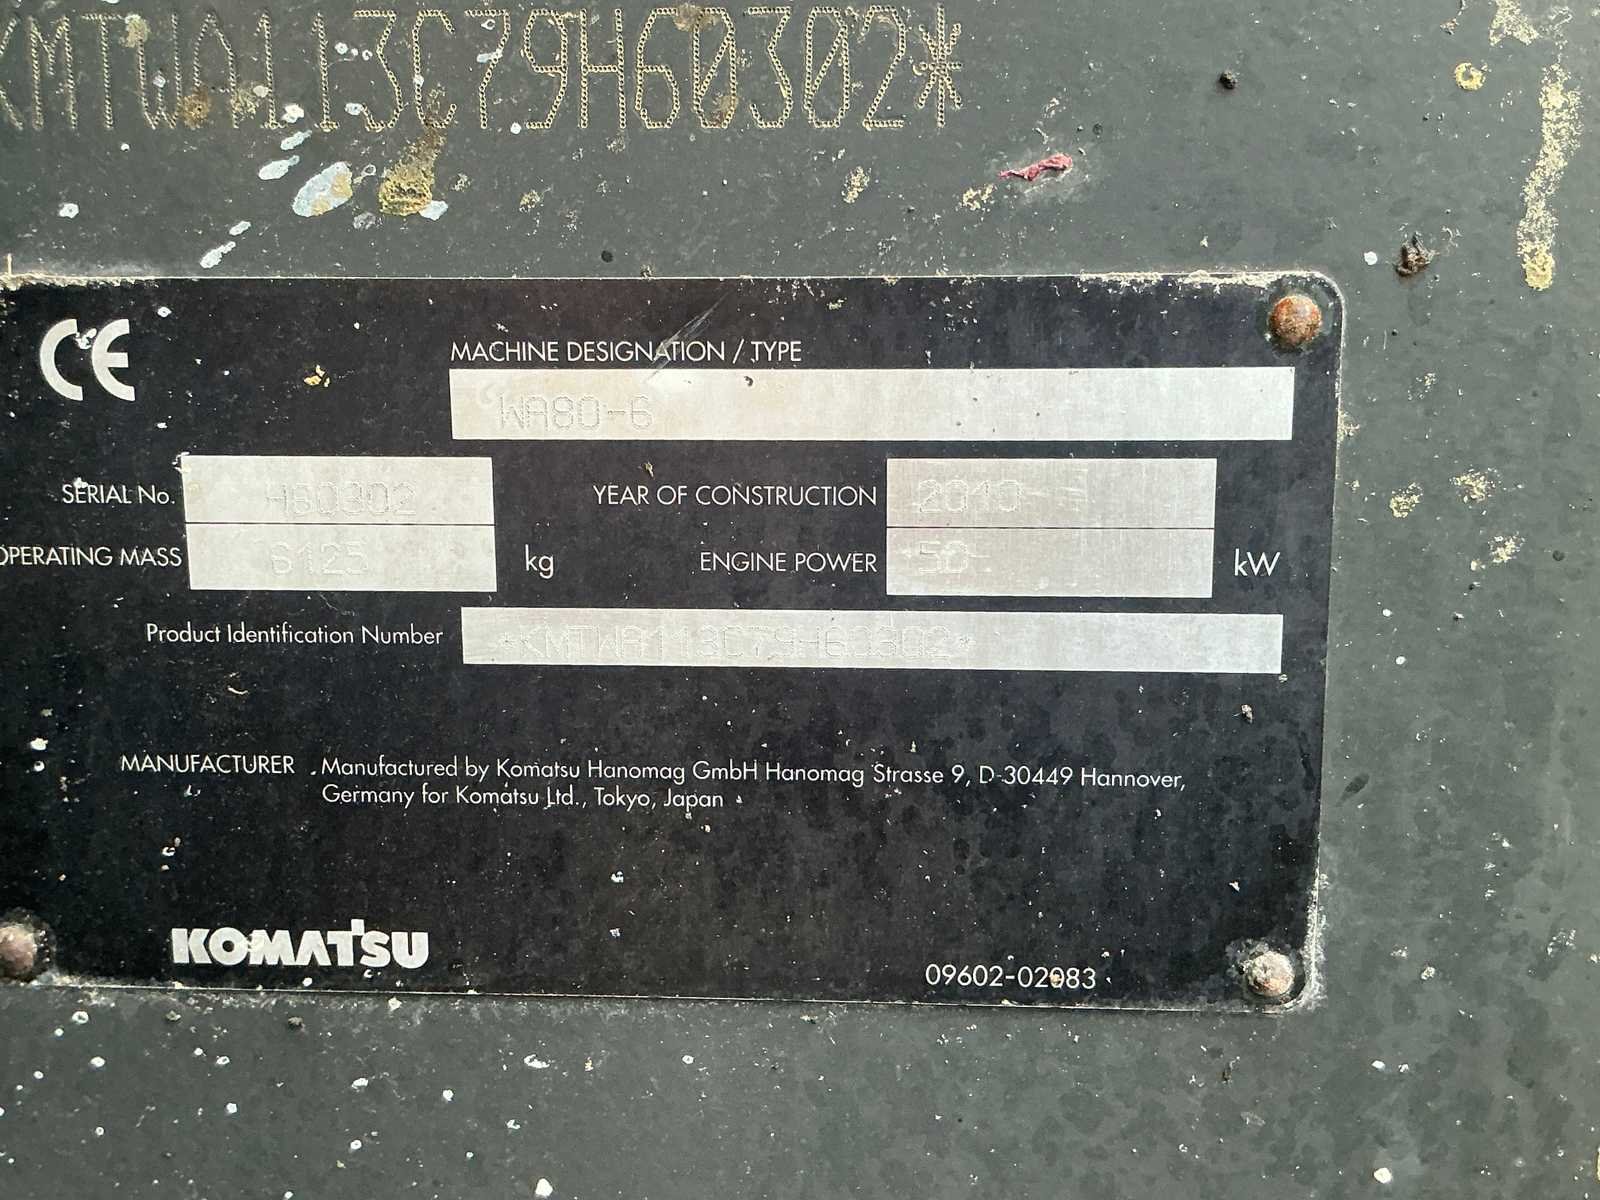 KMTWA113C79H60302*
CE
MACHINE DESIGNATION / TYPE
WA80-6
SERIAL No. H60302
YEAR OF CONSTRUCTION 2010
OPERATING MASS 6125 kg
ENGINE POWER 50 kW
Product Identification Number *KMTWA113C79H60302*
MANUFACTURER Manufactured by Komatsu Hanomag GmbH Hanomag Strasse 9, D-30449 Hannover,
Germany for Komatsu Ltd., Tokyo, Japan
KOMATSU
09602-02983